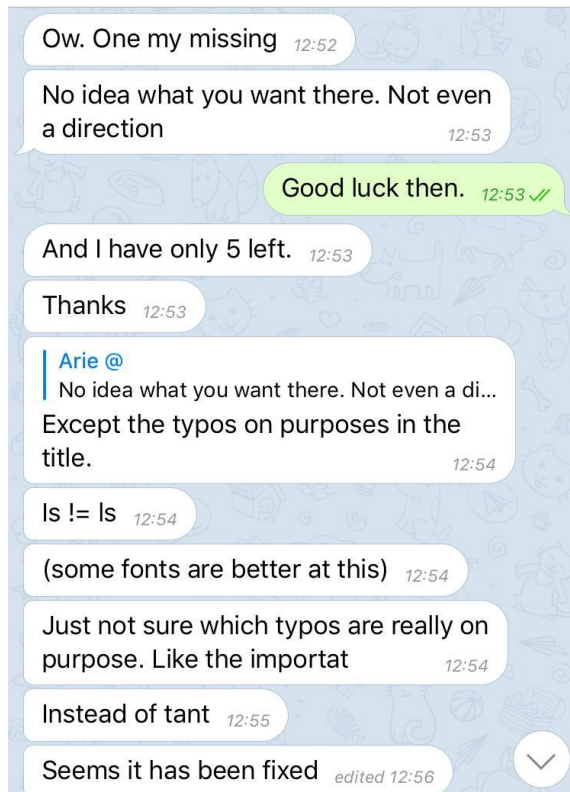 Ow. One my missing 12:52
No idea what you want there. Not even
a direction 12:53
Good luck then. 12:53
And I have only 5 left. 12:53
Thanks 12:53
Arie @
No idea what you want there. Not even a di...
Except the typos on purposes in the
title. 12:54
Is != ls 12:54
(some fonts are better at this) 12:54
Just not sure which typos are really on
purpose. Like the importat 12:54
Instead of tant 12:55
Seems it has been fixed edited 12:56